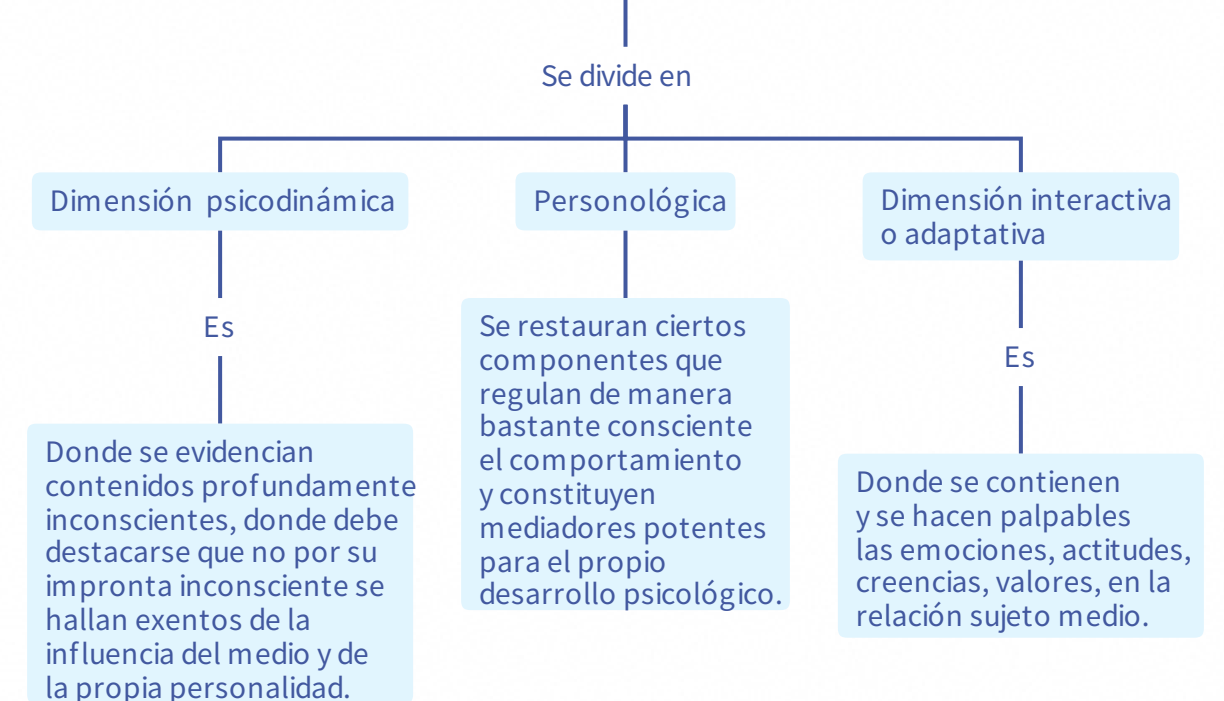 Se divide en
Dimensión psicodinámica
Es
Donde se evidencian
contenidos profundamente
inconscientes, donde debe
destacarse que no por su
impronta inconsciente se
hallan exentos de la
influencia del medio y de
la propia personalidad.
Personológica
Se restauran ciertos
componentes que
regulan de manera
bastante consciente
el comportamiento
y constituyen
mediadores potentes
para el propio
desarrollo psicológico.
Dimensión interactiva
o adaptativa
Es
Donde se contienen
y se hacen palpables
las emociones, actitudes,
creencias, valores, en la
relación sujeto medio.